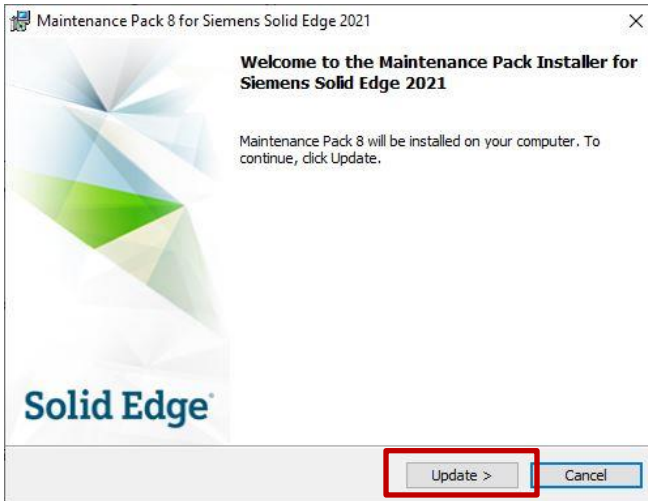 Maintenance Pack 8 for Siemens Solid Edge 2021
Welcome to the Maintenance Pack Installer for
Siemens Solid Edge 2021
Maintenance Pack 8 will be installed on your computer. To
continue, click Update.
Solid Edge
Update >
Cancel